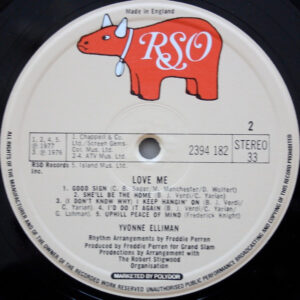 Made in England
RSO
1, 2, 4, 5.
℗ 1977
3 ℗ 1976
RSO Records
Inc.
1. Chappell & Co.
Ltd./Screen Gems
Col. Mus. Ltd.
2-4. ATV Mus. Ltd.
5. Island Mus. Ltd.
2394 182
2
STEREO
33
LOVE ME
1. GOOD SIGN (C. B. Sager/M. Manchester/D. Wolfert)
2. SHE'LL BE THE HOME (B. J. Verdi/C. Yarian)
3. (I DON'T KNOW WHY) I KEEP HANGIN' ON (B. J. Verdi/
C. Yarian) 4. I'D DO IT AGAIN (B. J. Verdi/C. Yarian/
G. Lohman) 5. UPHILL PEACE OF MIND (Frederick Knight)
YVONNE ELLIMAN
Rhythm Arrangements by Freddie Perren
Produced by Freddie Perren for Grand Slam
Productions by Arrangement with
The Robert Stigwood
Organisation
MARKETED BY POLYDOR
ALL RIGHTS OF THE MANUFACTURER AND OF THE OWNER OF THE RECORDED WORK RESERVED UNAUTHORISED PUBLIC PERFORMANCE BROADCASTING AND COPYING OF THIS RECORD PROHIBITED